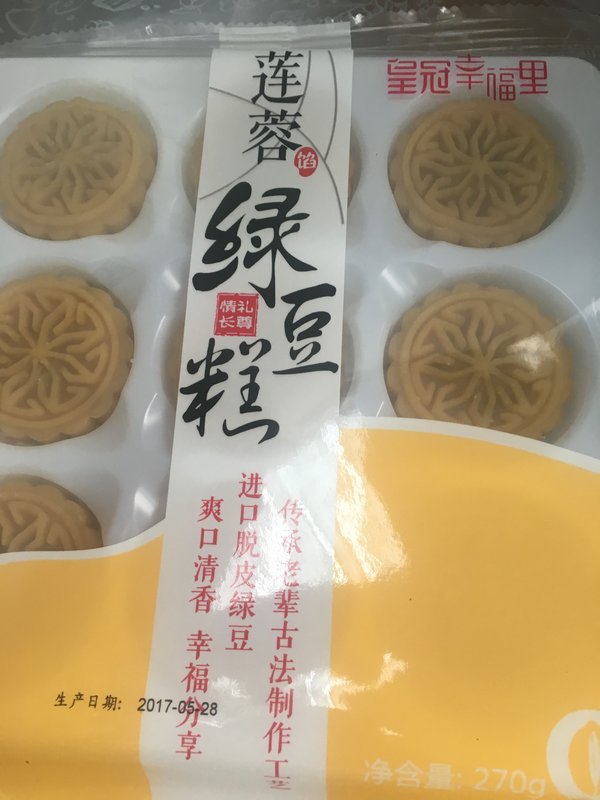 皇冠幸福里
莲蓉
馅
绿豆糕
礼尊
情长
传承老辈古法制作工艺
进口脱皮绿豆
爽口清香 幸福分享
生产日期: 2017-05-28
净含量: 270g